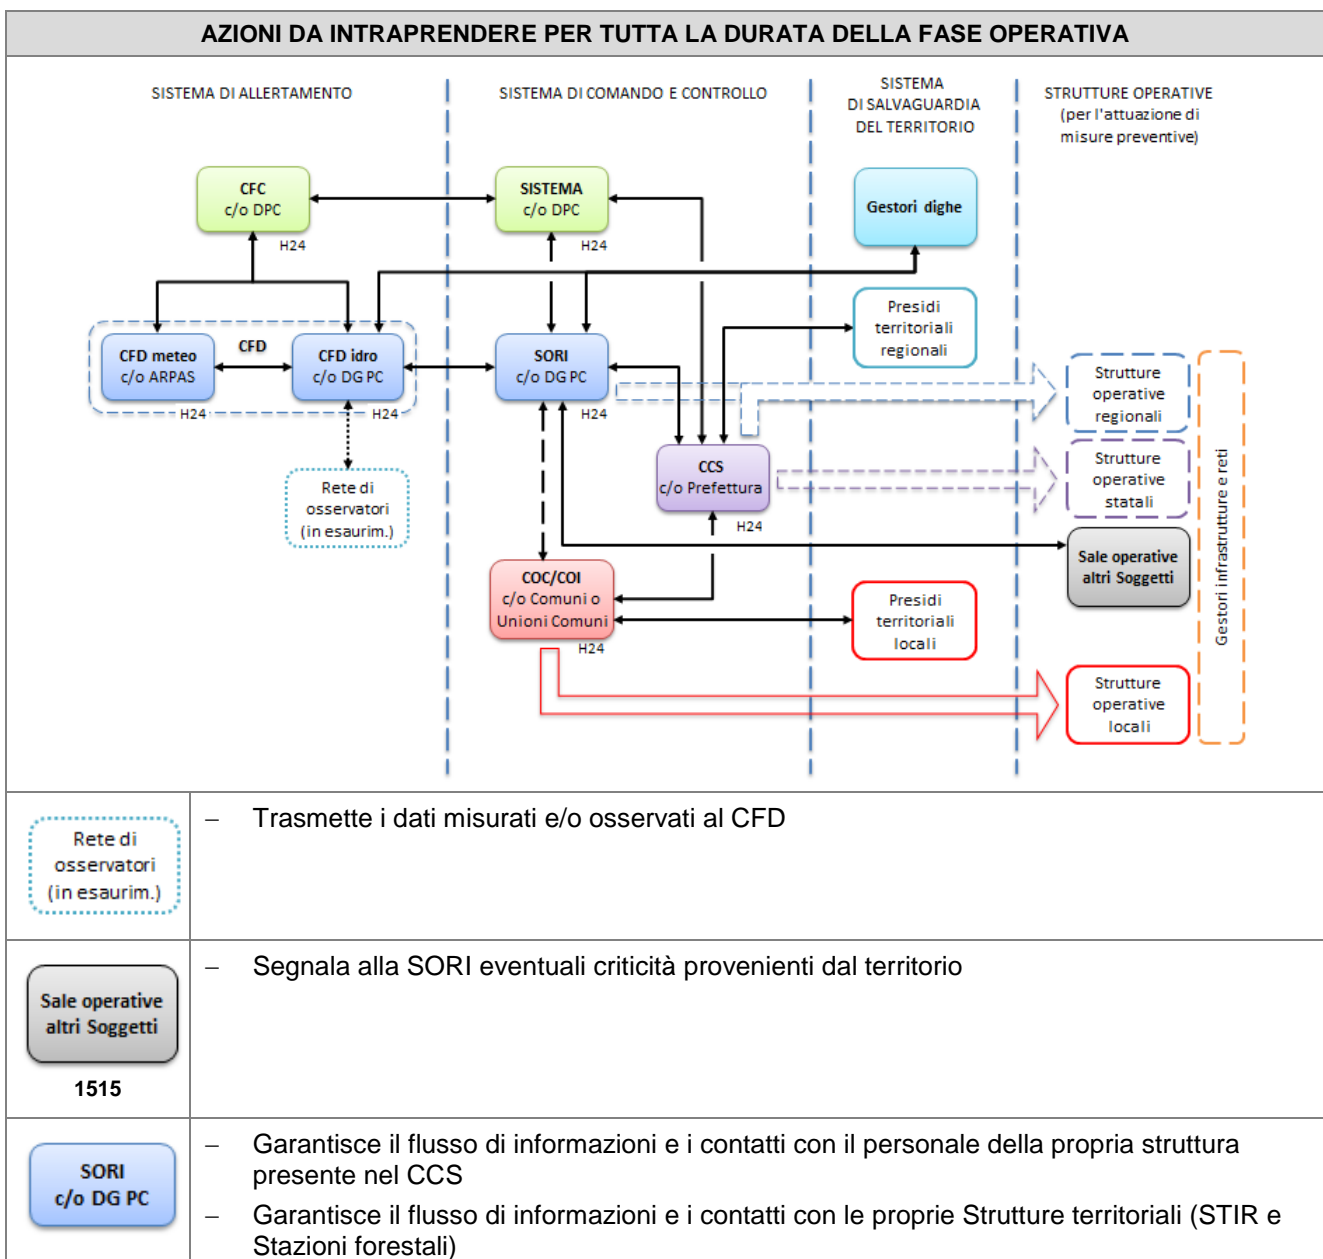 AZIONI DA INTRAPRENDERE PER TUTTA LA DURATA DELLA FASE OPERATIVA
SISTEMA DI ALLERTAMENTO
SISTEMA DI COMANDO E CONTROLLO
SISTEMA
DI SALVAGUARDIA
DEL TERRITORIO
STRUTTURE OPERATIVE
(per l'attuazione di
misure preventive)
CFC
c/o DPC
H24
SISTEMA
c/o DPC
H24
Gestori dighe
Presidi
territoriali
regionali
CFD meteo
c/o ARPAS
H24
CFD
CFD idro
c/o DG PC
H24
SORI
c/o DG PC
H24
Strutture
operative
regionali
CCS
c/o Prefettura
H24
Strutture
operative
statali
Rete di
osservatori
(in esaurim.)
Sale operative
altri Soggetti
Gestori infrastrutture e reti
COC/COI
c/o Comuni o
Unioni Comuni
H24
Presidi
territoriali
locali
Strutture
operative
locali
Rete di
osservatori
(in esaurim.)
– Trasmette i dati misurati e/o osservati al CFD
Sale operative
altri Soggetti
1515
– Segnala alla SORI eventuali criticità provenienti dal territorio
SORI
c/o DG PC
– Garantisce il flusso di informazioni e i contatti con il personale della propria struttura
presente nel CCS
– Garantisce il flusso di informazioni e i contatti con le proprie Strutture territoriali (STIR e
Stazioni forestali)